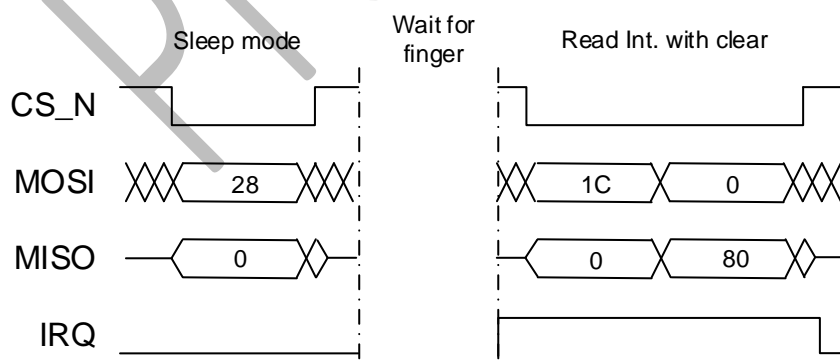 Sleep mode
Wait for
finger
Read Int. with clear
CS_N
MOSI 28 1C 0
MISO 0 0 80
IRQ